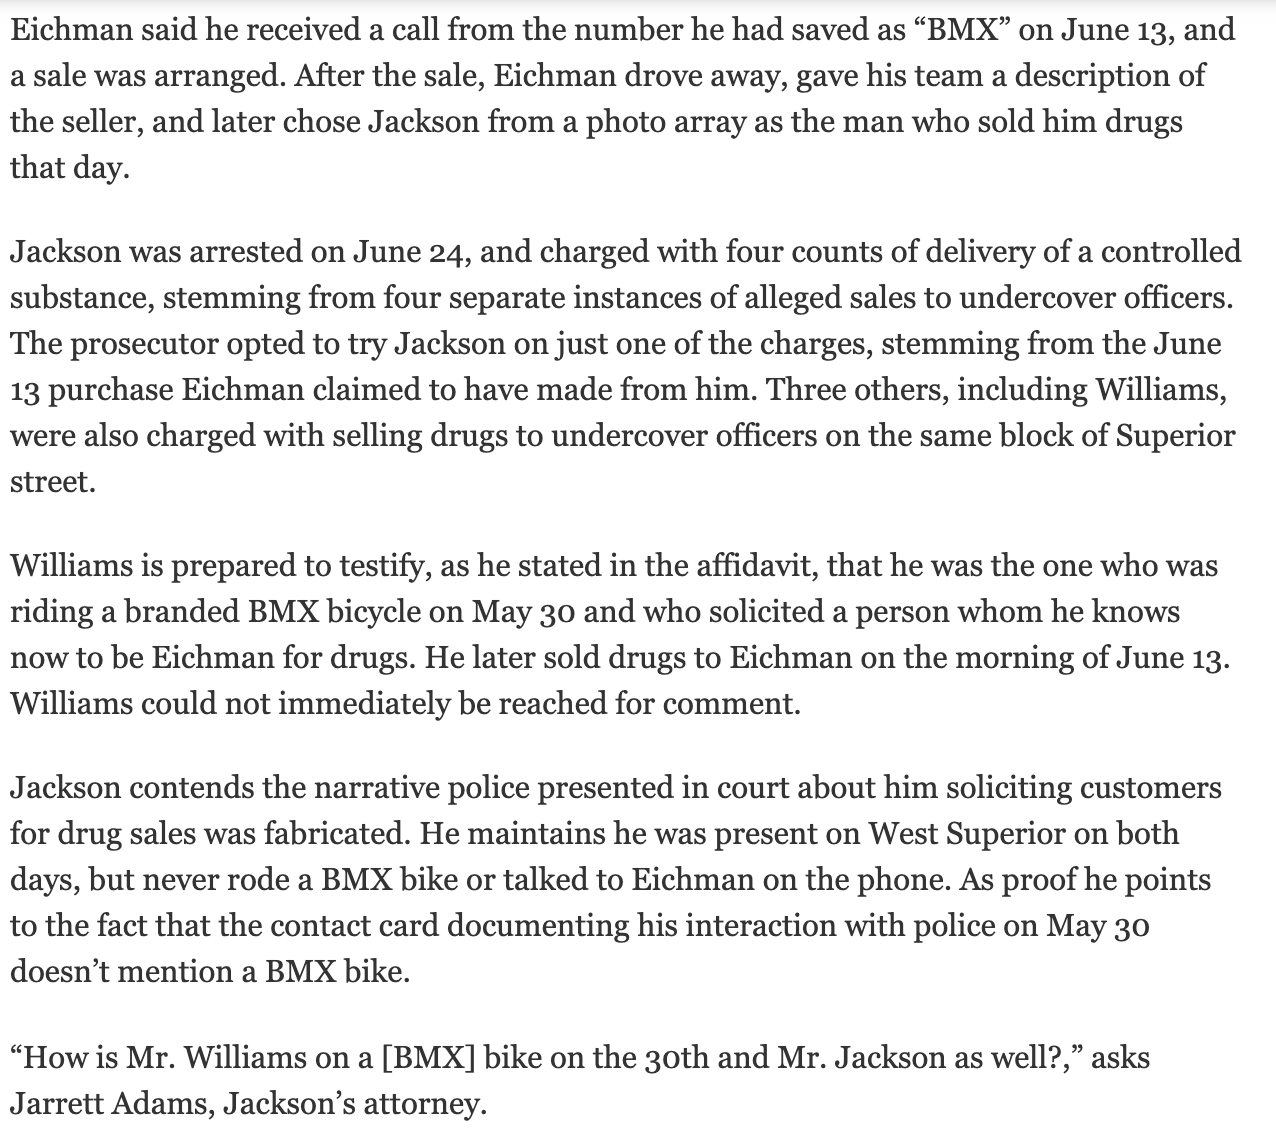 Eichman said he received a call from the number he had saved as “BMX” on June 13, and
a sale was arranged. After the sale, Eichman drove away, gave his team a description of
the seller, and later chose Jackson from a photo array as the man who sold him drugs
that day.
Jackson was arrested on June 24, and charged with four counts of delivery of a controlled
substance, stemming from four separate instances of alleged sales to undercover officers.
The prosecutor opted to try Jackson on just one of the charges, stemming from the June
13 purchase Eichman claimed to have made from him. Three others, including Williams,
were also charged with selling drugs to undercover officers on the same block of Superior
street.
Williams is prepared to testify, as he stated in the affidavit, that he was the one who was
riding a branded BMX bicycle on May 30 and who solicited a person whom he knows
now to be Eichman for drugs. He later sold drugs to Eichman on the morning of June 13.
Williams could not immediately be reached for comment.
Jackson contends the narrative police presented in court about him soliciting customers
for drug sales was fabricated. He maintains he was present on West Superior on both
days, but never rode a BMX bike or talked to Eichman on the phone. As proof he points
to the fact that the contact card documenting his interaction with police on May 30
doesn’t mention a BMX bike.
“How is Mr. Williams on a [BMX] bike on the 30th and Mr. Jackson as well?,” asks
Jarrett Adams, Jackson’s attorney.